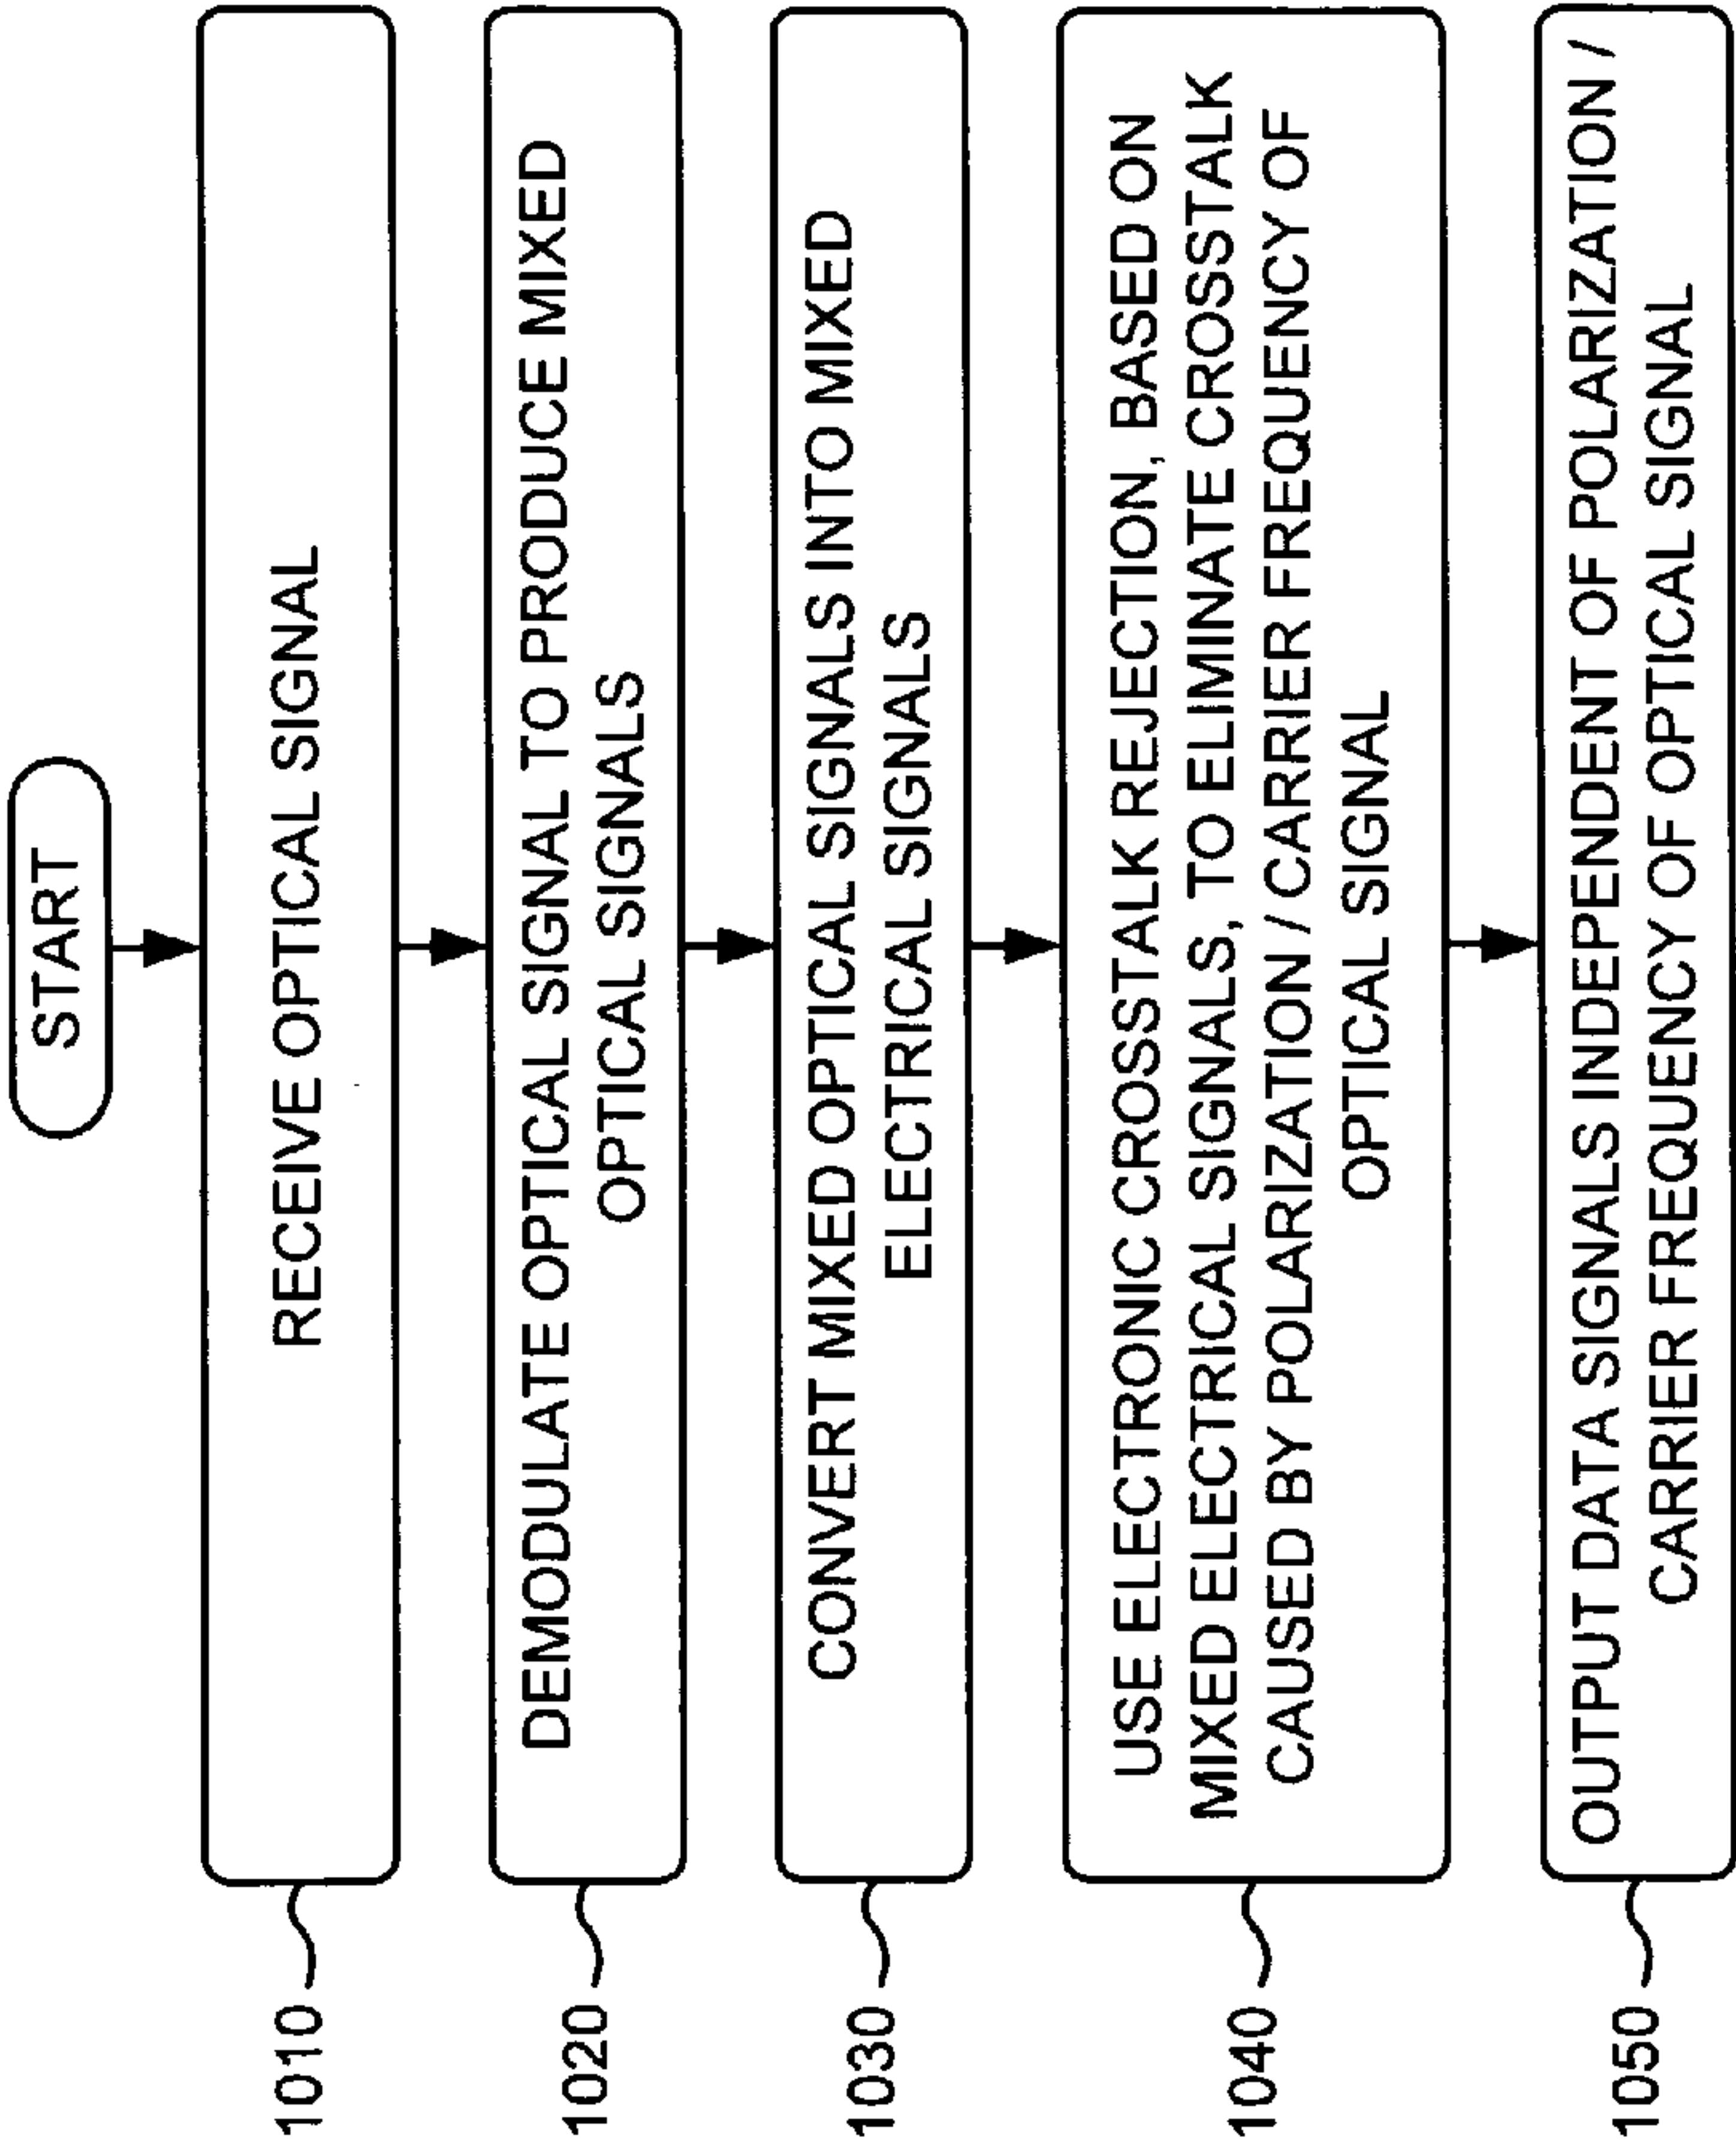 START
1010
RECEIVE OPTICAL SIGNAL
1020
DEMODULATE OPTICAL SIGNAL TO PRODUCE MIXED
OPTICAL SIGNALS
1030
CONVERT MIXED OPTICAL SIGNALS INTO MIXED
ELECTRICAL SIGNALS
1040
USE ELECTRONIC CROSSTALK REJECTION, BASED ON
MIXED ELECTRICAL SIGNALS, TO ELIMINATE CROSSTALK
CAUSED BY POLARIZATION / CARRIER FREQUENCY OF
OPTICAL SIGNAL
1050
OUTPUT DATA SIGNALS INDEPENDENT OF POLARIZATION /
CARRIER FREQUENCY OF OPTICAL SIGNAL